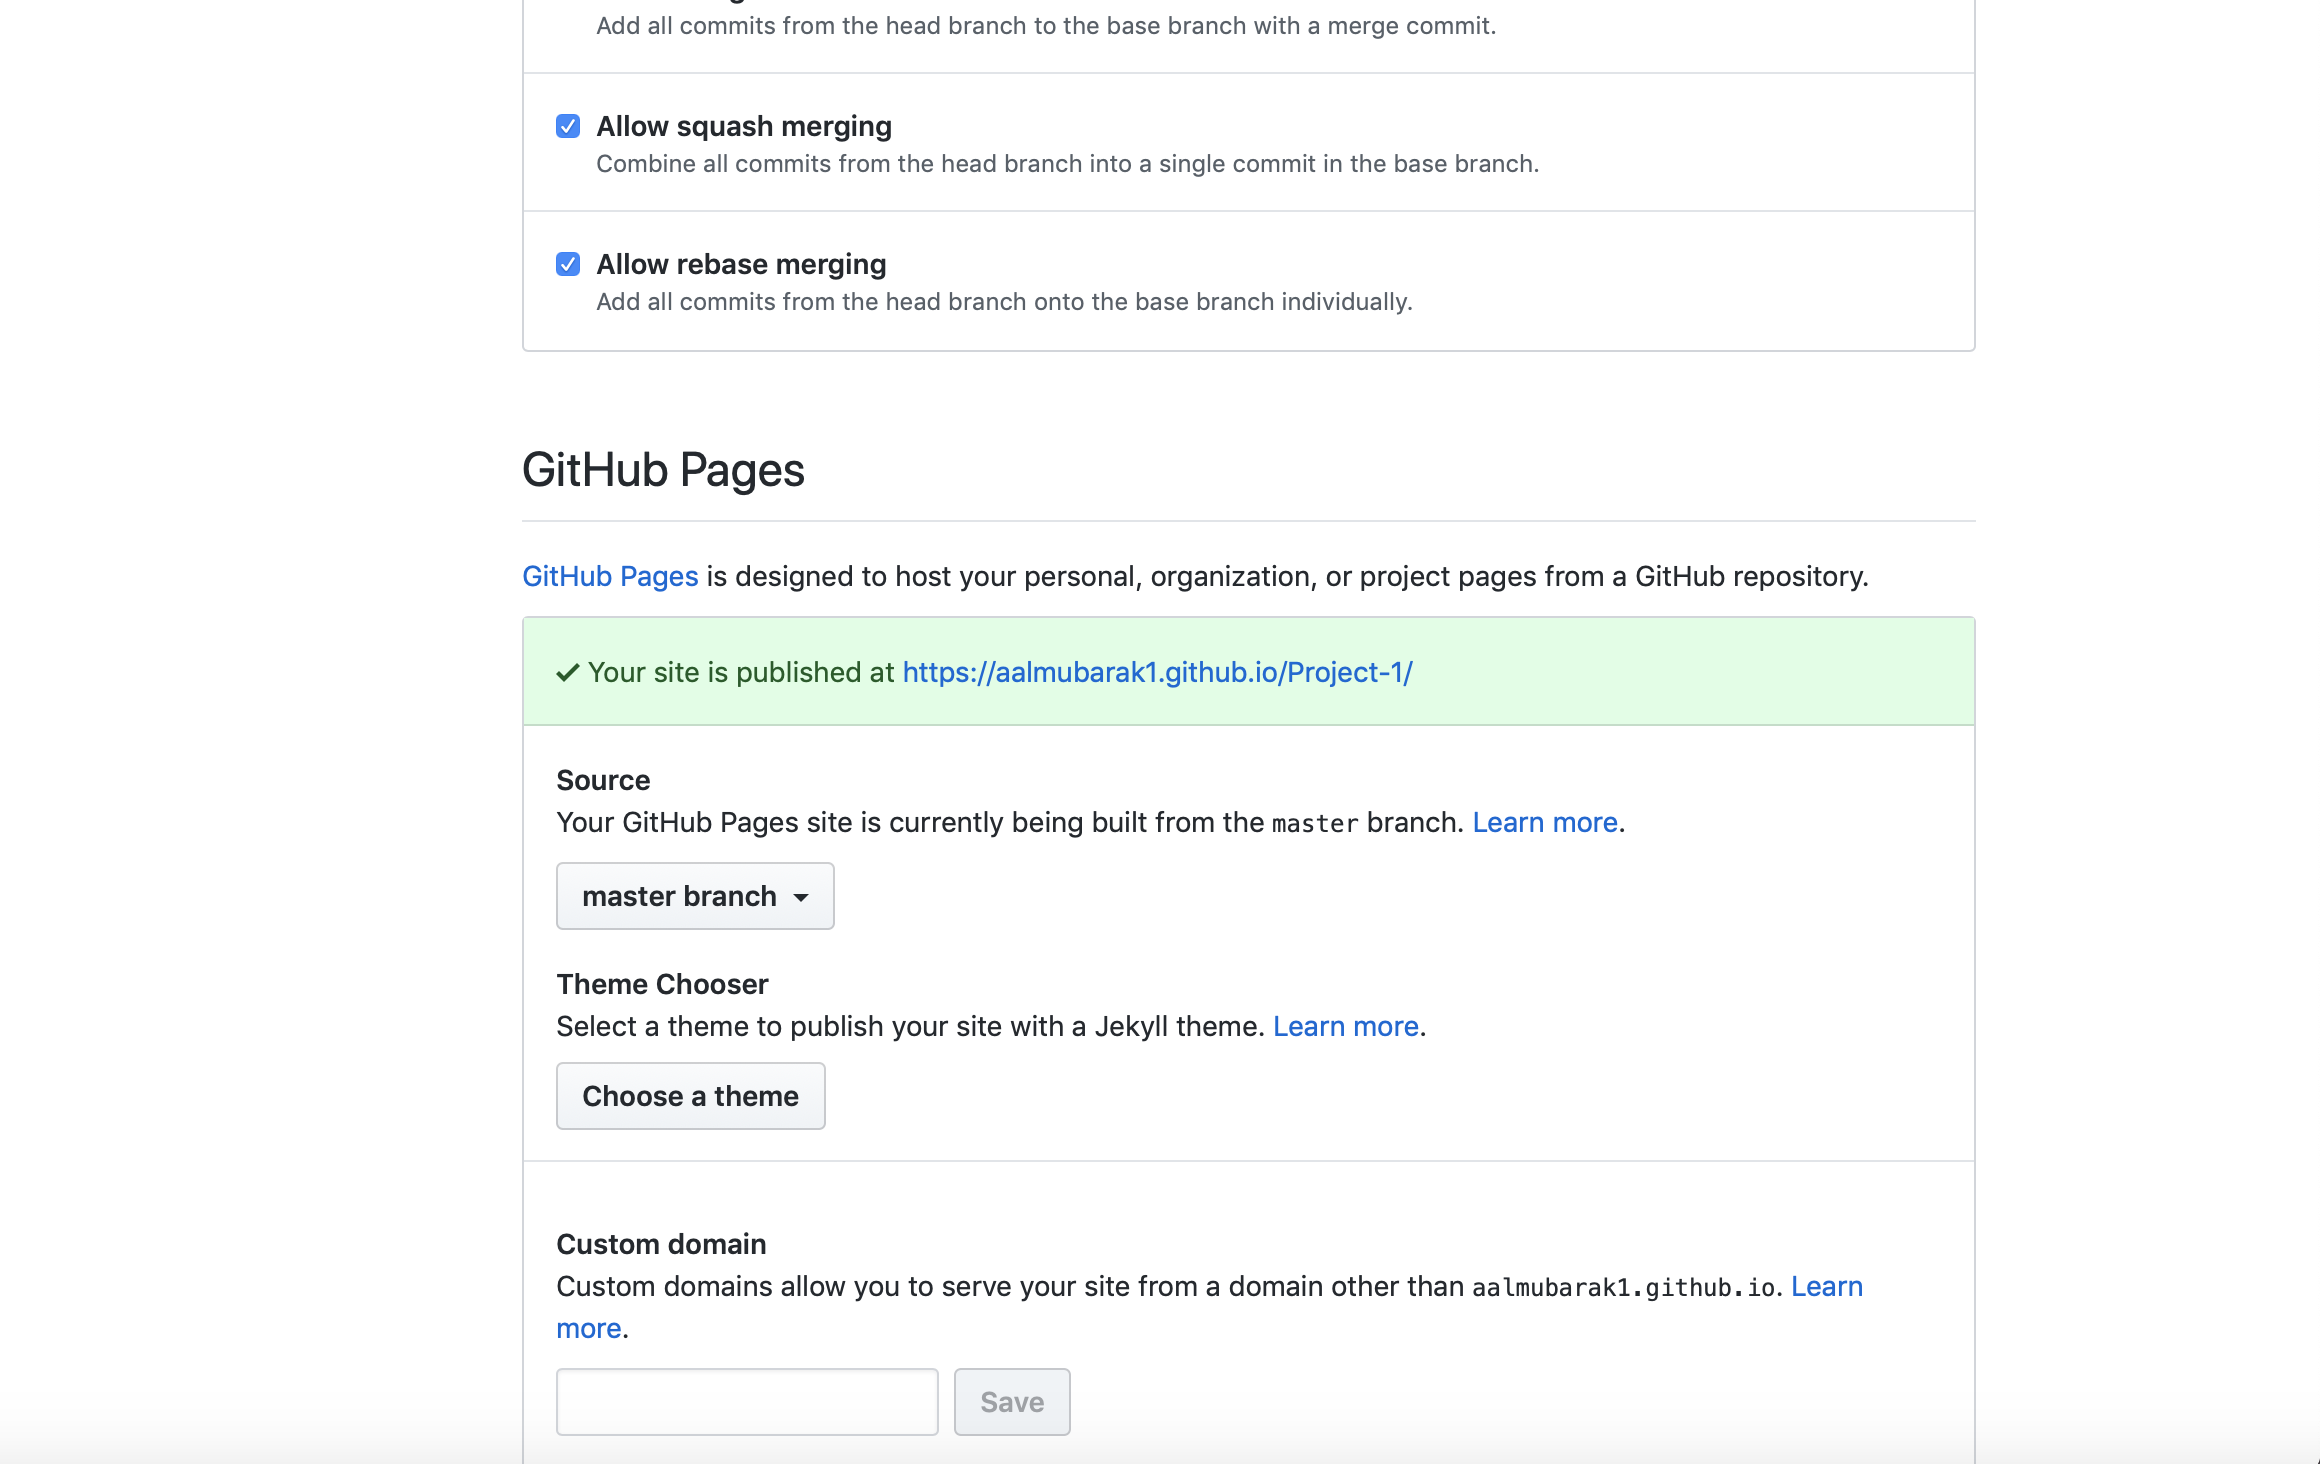 Add all commits from the head branch to the base branch with a merge commit.
Allow squash merging
Combine all commits from the head branch into a single commit in the base branch.
Allow rebase merging
Add all commits from the head branch onto the base branch individually.
GitHub Pages
GitHub Pages is designed to host your personal, organization, or project pages from a GitHub repository.
Your site is published at https://aalmubarak1.github.io/Project-1/
Source
Your GitHub Pages site is currently being built from the master branch. Learn more.
master branch
Theme Chooser
Select a theme to publish your site with a Jekyll theme. Learn more.
Choose a theme
Custom domain
Custom domains allow you to serve your site from a domain other than aalmubarak1.github.io. Learn
more.
Save